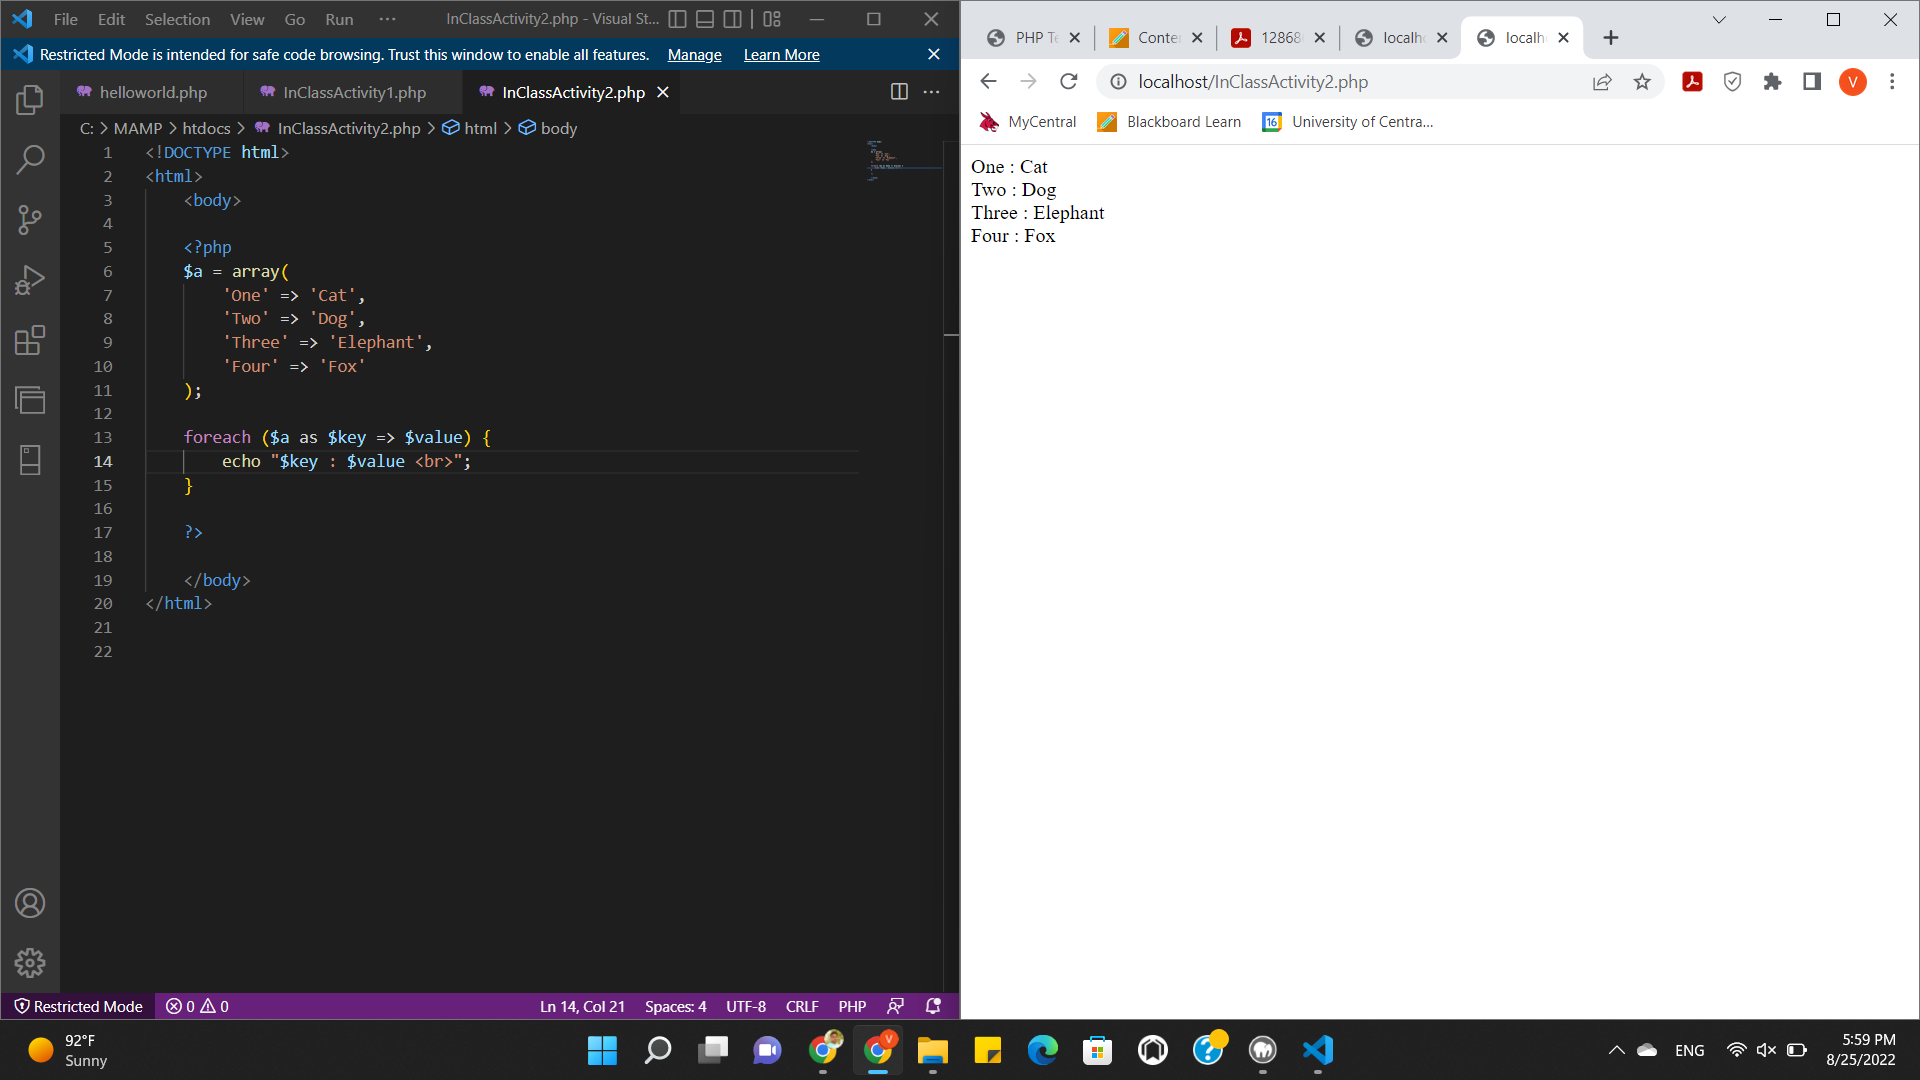 File Edit Selection View Go Run ··· InClassActivity2.php - Visual St...
Restricted Mode is intended for safe code browsing. Trust this window to enable all features. Manage Learn More
helloworld.php InClassActivity1.php InClassActivity2.php
C: > MAMP > htdocs > InClassActivity2.php > html > body
1 <!DOCTYPE html>
2 <html>
3 <body>
4
5 <?php
6 $a = array(
7 'One' => 'Cat',
8 'Two' => 'Dog',
9 'Three' => 'Elephant',
10 'Four' => 'Fox'
11 );
12
13 foreach ($a as $key => $value) {
14 echo "$key : $value <br>";
15 }
16
17 ?>
18
19 </body>
20 </html>
21
22
Restricted Mode 0 0 Ln 14, Col 21 Spaces: 4 UTF-8 CRLF PHP
PHP Te Conte 12868 localh localh
localhost/InClassActivity2.php V
MyCentral Blackboard Learn 16 University of Centra...
One : Cat
Two : Dog
Three : Elephant
Four : Fox
92°F
Sunny
V
ENG
5:59 PM
8/25/2022